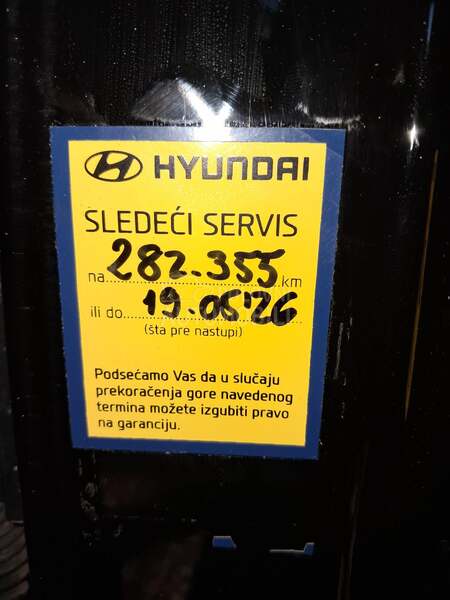 HYUNDAI
SLEDEĆI SERVIS
na 282.355 km
ili do 19.05'26
(šta pre nastupi)
Podsećamo Vas da u slučaju
prekoračenja gore navedenog
termina možete izgubiti pravo
na garanciju.